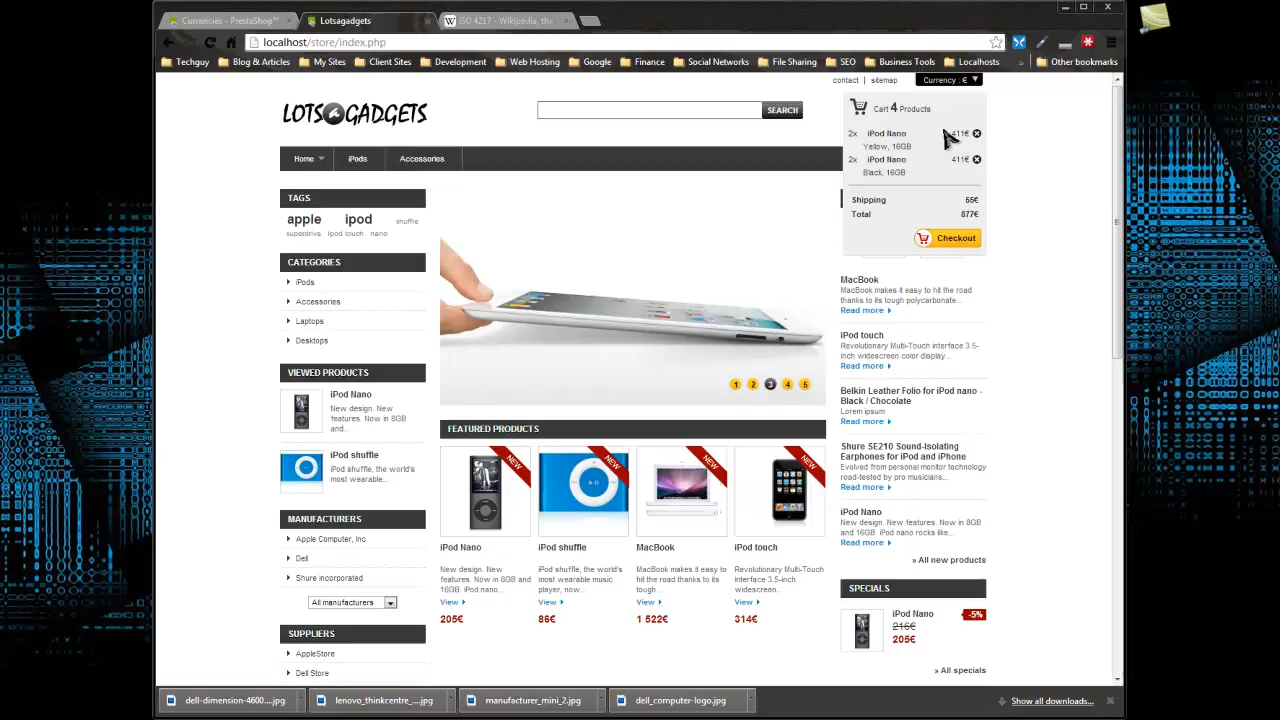 Currencies - PrestaShop™
Lotsagadgets
ISO 4217 - Wikipedia, the
localhost/store/index.php
Techguy
Blog & Articles
My Sites
Client Sites
Development
Web Hosting
Google
Finance
Social Networks
File Sharing
SEO
Business Tools
Localhosts
»
Other bookmarks
contact | sitemap
Currency : €
LOTS A GADGETS
SEARCH
Cart 4 Products
2x iPod Nano 411€
Yellow, 16GB
2x iPod Nano 411€
Black, 16GB
Shipping 55€
Total 877€
Checkout
Home
iPods
Accessories
TAGS
apple ipod shuffle
superdrive ipod touch nano
CATEGORIES
iPods
Accessories
Laptops
Desktops
VIEWED PRODUCTS
iPod Nano
New design. New
features. Now in 8GB
and...
iPod shuffle
iPod shuffle, the world's
most wearable...
MANUFACTURERS
Apple Computer, Inc
Dell
Shure Incorporated
All manufacturers
SUPPLIERS
AppleStore
Dell Store
1 2 3 4 5
FEATURED PRODUCTS
NEW
NEW
NEW
NEW
iPod Nano
New design. New
features. Now in 8GB and
16GB. iPod nano...
View
205€
iPod shuffle
iPod shuffle, the world's
most wearable music
player, now...
View
86€
MacBook
MacBook makes it easy to
hit the road thanks to its
tough...
View
1 522€
iPod touch
Revolutionary Multi-Touch
interface 3.5-inch
widescreen...
View
314€
MacBook
MacBook makes it easy to hit the road
thanks to its tough polycarbonate...
Read more
iPod touch
Revolutionary Multi-Touch interface 3.5-
inch widescreen color display...
Read more
Belkin Leather Folio for iPod nano -
Black / Chocolate
Lorem ipsum
Read more
Shure SE210 Sound-Isolating
Earphones for iPod and iPhone
Evolved from personal monitor technology
road-tested by pro musicians...
Read more
iPod Nano
New design. New features. Now in 8GB
and 16GB. iPod nano rocks like...
Read more
» All new products
SPECIALS
iPod Nano -5%
216€
205€
» All specials
dell-dimension-4600....jpg
lenovo_thinkcentre_....jpg
manufacturer_mini_2.jpg
dell_computer-logo.jpg
Show all downloads...